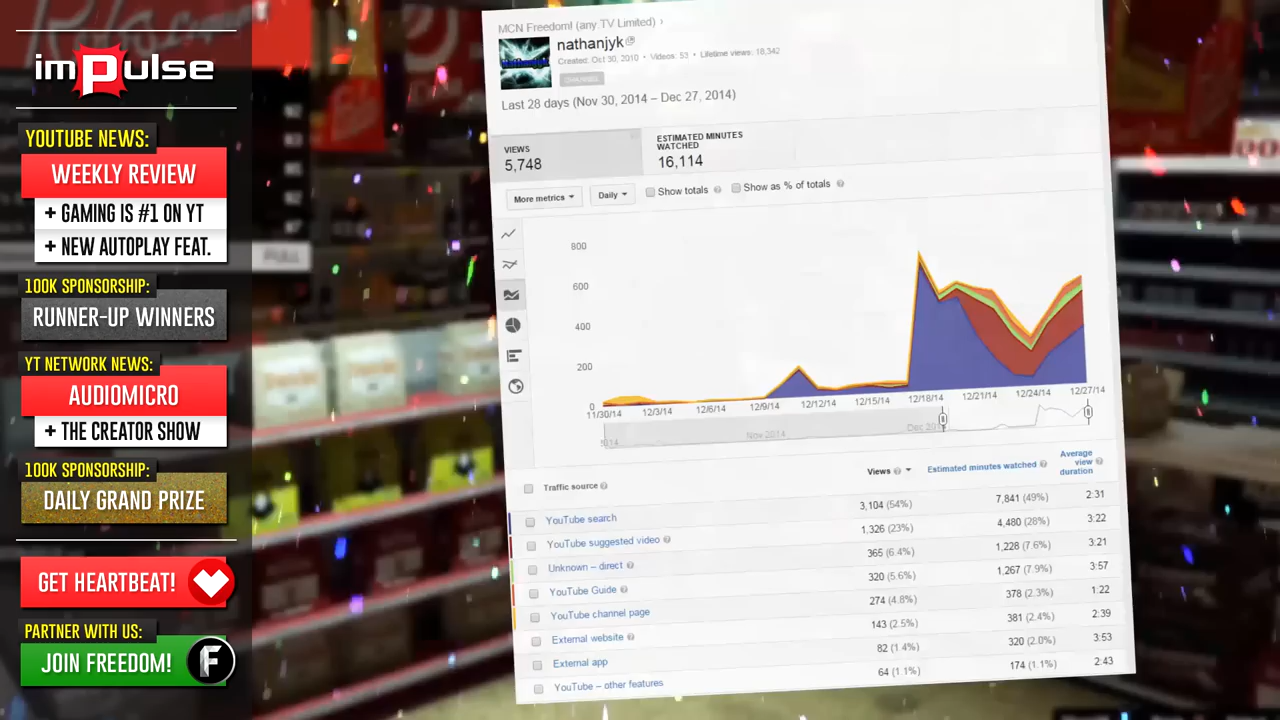 imPulse
YOUTUBE NEWS:
WEEKLY REVIEW
+ GAMING IS #1 ON YT
+ NEW AUTOPLAY FEAT.
100K SPONSORSHIP:
RUNNER-UP WINNERS
YT NETWORK NEWS:
AUDIOMICRO
+ THE CREATOR SHOW
100K SPONSORSHIP:
DAILY GRAND PRIZE
GET HEARTBEAT!
PARTNER WITH US:
JOIN FREEDOM! F
MCN Freedom! (any.TV Limited) ›
nathanjyk
Created: Oct 30, 2010 • Videos: 53 • Lifetime views: 18,342
CHANNEL
Last 28 days (Nov 30, 2014 – Dec 27, 2014)
VIEWS
5,748
ESTIMATED MINUTES
WATCHED
16,114
More metrics Daily Show totals Show as % of totals
800
600
400
200
0
11/30/14 12/3/14 12/6/14 12/9/14 12/12/14 12/15/14 12/18/14 12/21/14 12/24/14 12/27/14
Nov 2014
Traffic source Views Estimated minutes watched Average view duration
YouTube search 3,104 (54%) 7,841 (49%) 2:31
YouTube suggested video 1,326 (23%) 4,480 (28%) 3:22
Unknown – direct 365 (6.4%) 1,228 (7.6%) 3:21
YouTube Guide 320 (5.6%) 1,267 (7.9%) 3:57
YouTube channel page 274 (4.8%) 378 (2.3%) 1:22
External website 143 (2.5%) 381 (2.4%) 2:39
External app 82 (1.4%) 320 (2.0%) 3:53
YouTube – other features 64 (1.1%) 174 (1.1%) 2:43
PULL